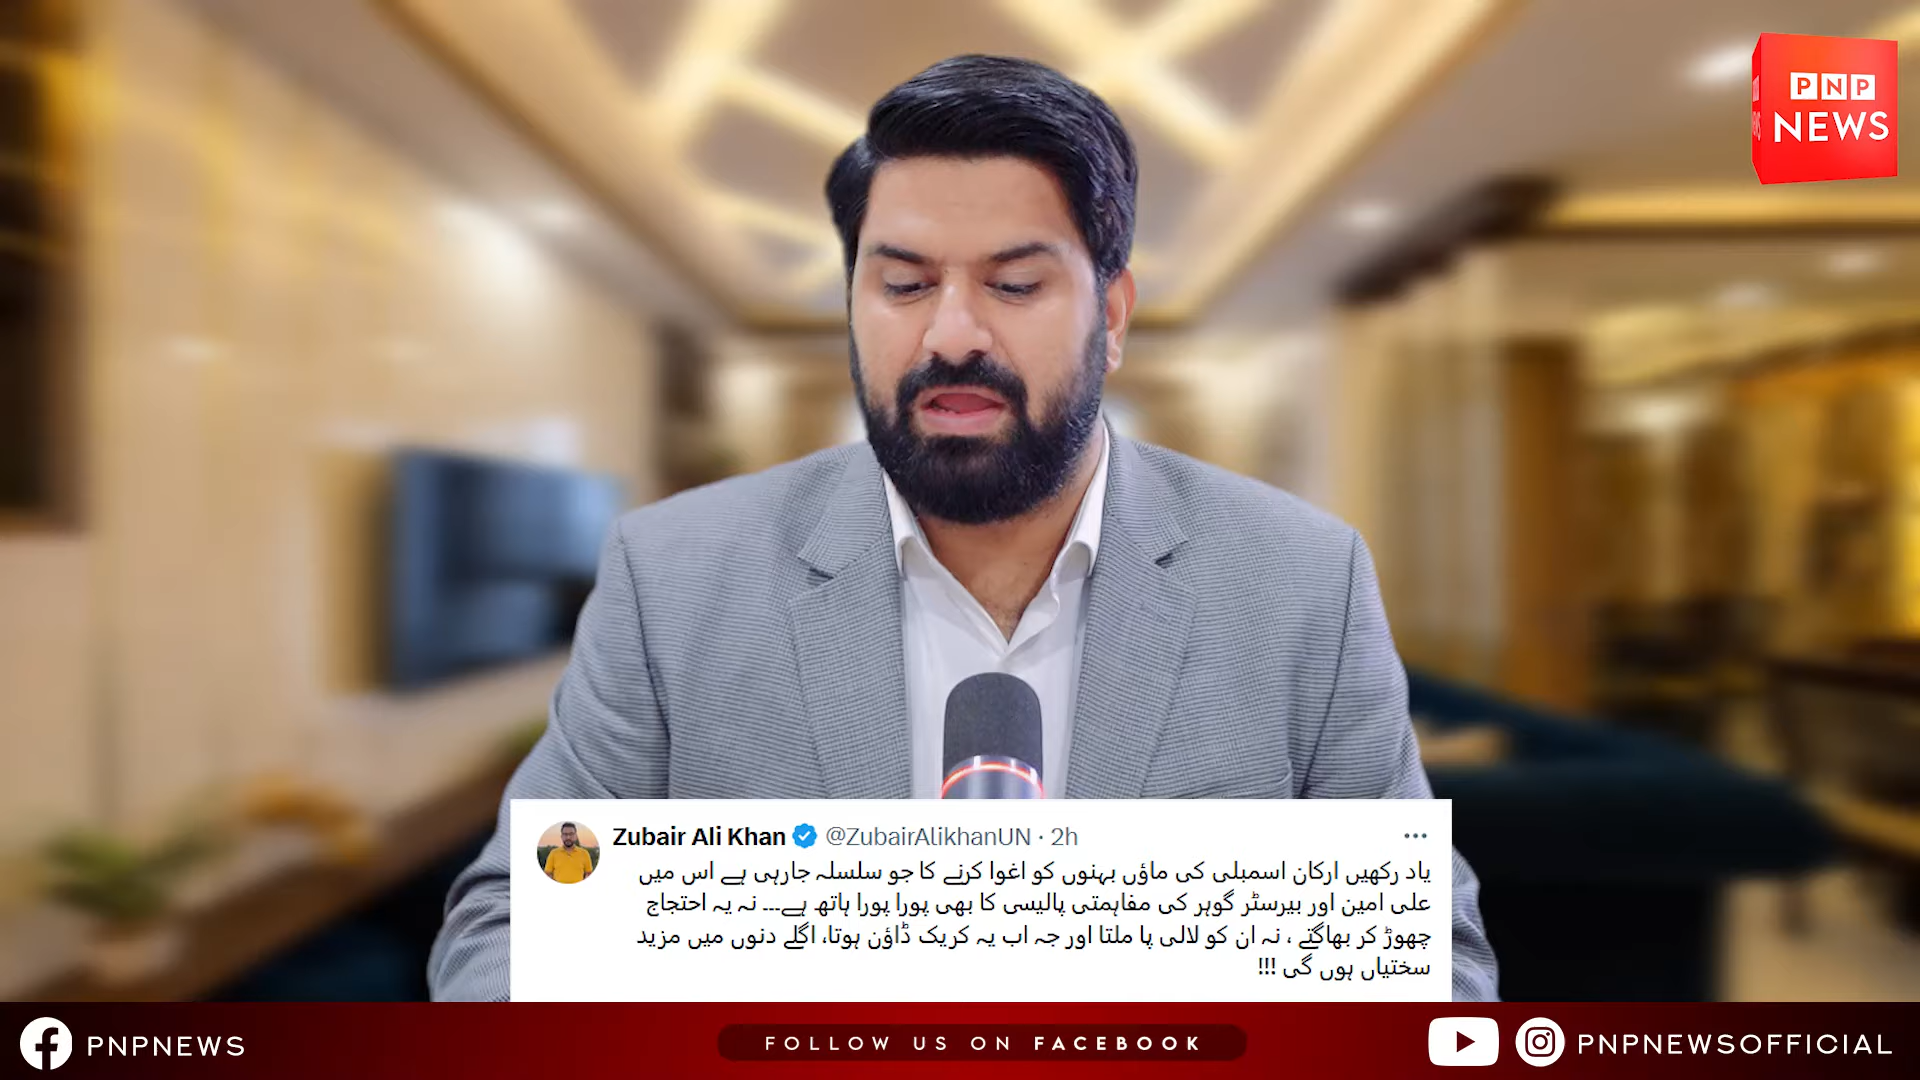 PNP
NEWS
Zubair Ali Khan @ZubairAlikhanUN · 2h
یاد رکھیں ارکان اسمبلی کی ماؤں بہنوں کو اغوا کرنے کا جو سلسلہ جارہی ہے اس میں
علی امین اور بیرسٹر گوہر کی مفاہمتی پالیسی کا بھی پورا پورا ہاتھ ہے۔۔۔ نہ یہ احتجاج
چھوڑ کر بھاگتے ، نہ ان کو لالی پا ملتا اور جہ اب یہ کریک ڈاؤن ہوتا، اگلے دنوں میں مزید
سختیاں ہوں گی !!!
PNPNEWS
FOLLOW US ON FACEBOOK
PNPNEWSOFFICIAL